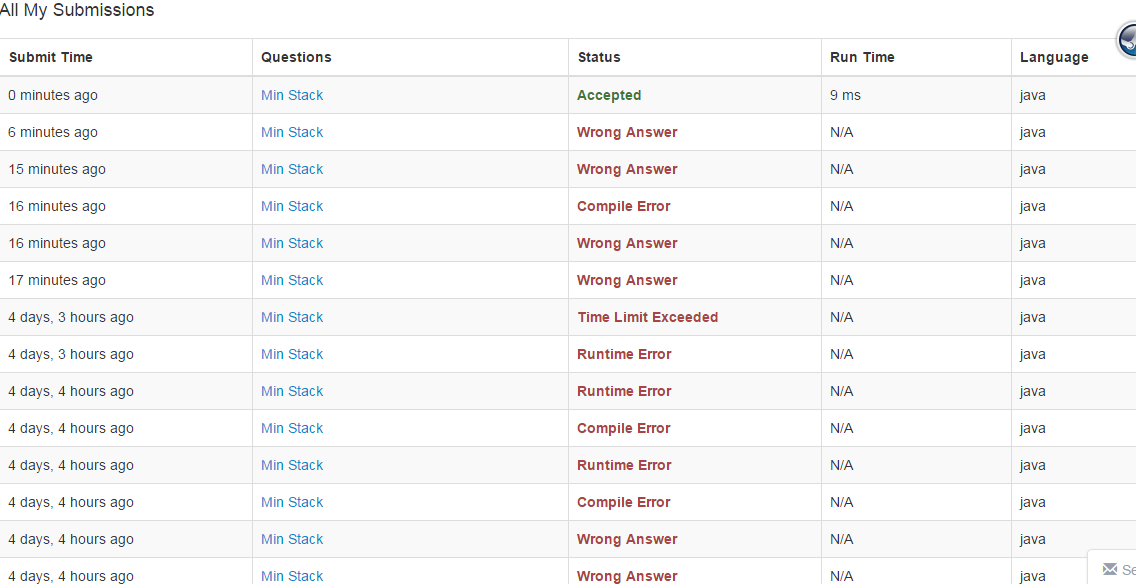 All My Submissions
Submit Time Questions Status Run Time Language
0 minutes ago Min Stack Accepted 9 ms java
6 minutes ago Min Stack Wrong Answer N/A java
15 minutes ago Min Stack Wrong Answer N/A java
16 minutes ago Min Stack Compile Error N/A java
16 minutes ago Min Stack Wrong Answer N/A java
17 minutes ago Min Stack Wrong Answer N/A java
4 days, 3 hours ago Min Stack Time Limit Exceeded N/A java
4 days, 3 hours ago Min Stack Runtime Error N/A java
4 days, 4 hours ago Min Stack Runtime Error N/A java
4 days, 4 hours ago Min Stack Compile Error N/A java
4 days, 4 hours ago Min Stack Runtime Error N/A java
4 days, 4 hours ago Min Stack Compile Error N/A java
4 days, 4 hours ago Min Stack Wrong Answer N/A java
4 days, 4 hours ago Min Stack Wrong Answer N/A java